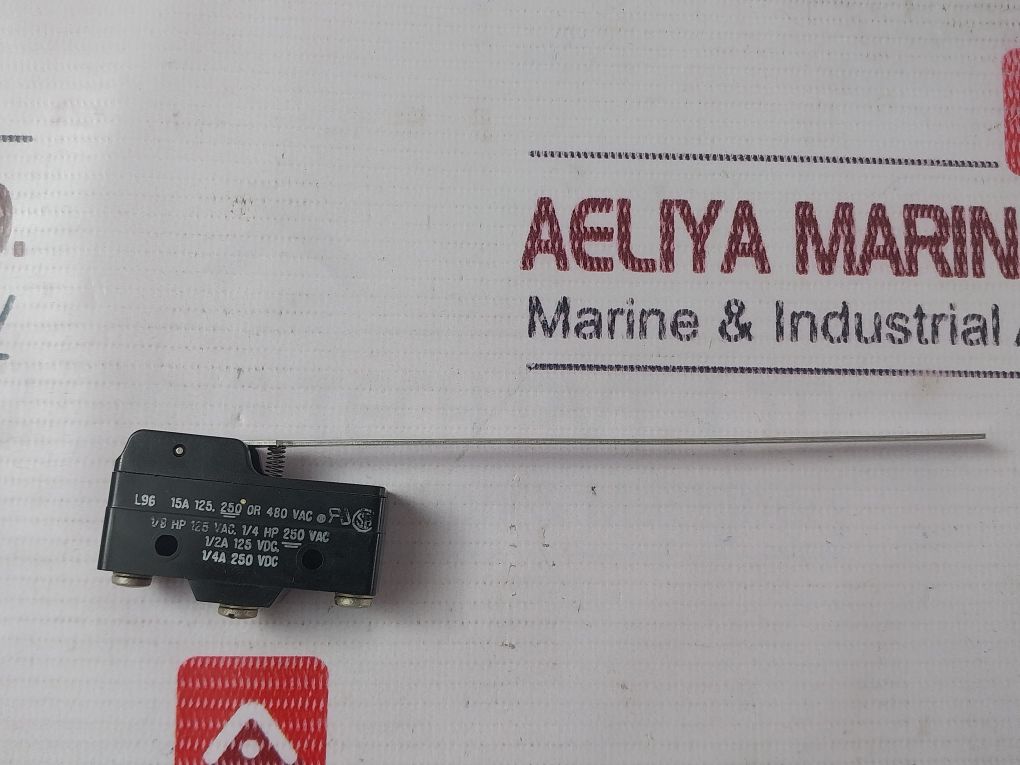 AELIYA MARIN
Marine & Industrial A
L96 15A 125, 250 OR 480 VAC
1/8 HP 125 VAC, 1/4 HP 250 VAC
1/2A 125 VDC,
1/4A 250 VDC